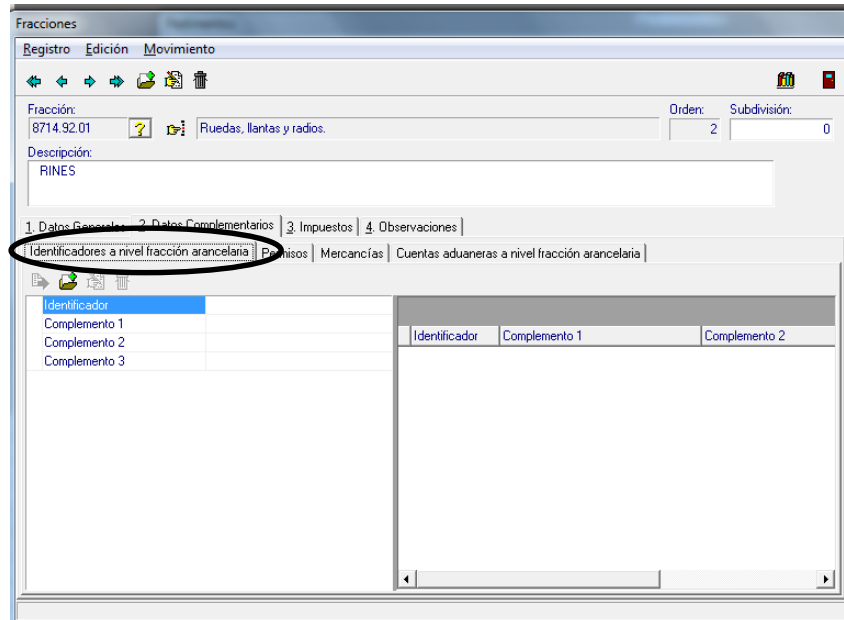 Fracciones
Registro Edición Movimiento
Fracción: Orden: Subdivisión:
8714.92.01 ? Ruedas, llantas y radios. 2 0
Descripción:
RINES
1. Datos Generales 2. Datos Complementarios 3. Impuestos 4. Observaciones
Identificadores a nivel fracción arancelaria Permisos Mercancías Cuentas aduaneras a nivel fracción arancelaria
Identificador
Complemento 1
Complemento 2
Complemento 3
Identificador Complemento 1 Complemento 2